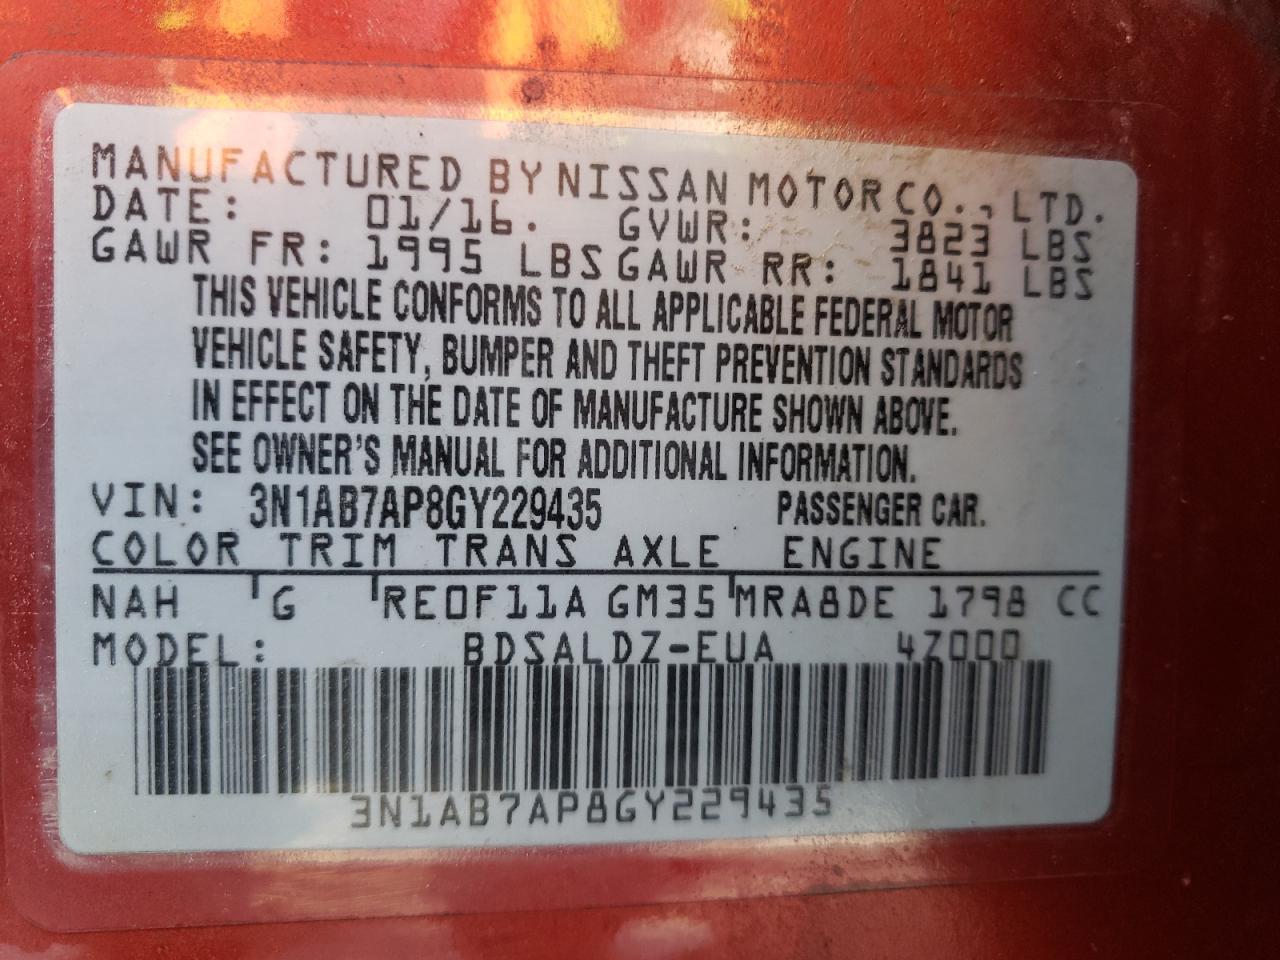 MANUFACTURED BY NISSAN MOTOR CO., LTD.
DATE: 01/16. GVWR: 3823 LBS
GAWR FR: 1995 LBS GAWR RR: 1841 LBS
THIS VEHICLE CONFORMS TO ALL APPLICABLE FEDERAL MOTOR
VEHICLE SAFETY, BUMPER AND THEFT PREVENTION STANDARDS
IN EFFECT ON THE DATE OF MANUFACTURE SHOWN ABOVE.
SEE OWNER'S MANUAL FOR ADDITIONAL INFORMATION.
VIN: 3N1AB7AP8GY229435 PASSENGER CAR.
COLOR TRIM TRANS AXLE ENGINE
NAH G RE0F11A GM35 MRA8DE 1798 CC
MODEL: BDSALDZ-EUA 4Z000
3N1AB7AP8GY229435